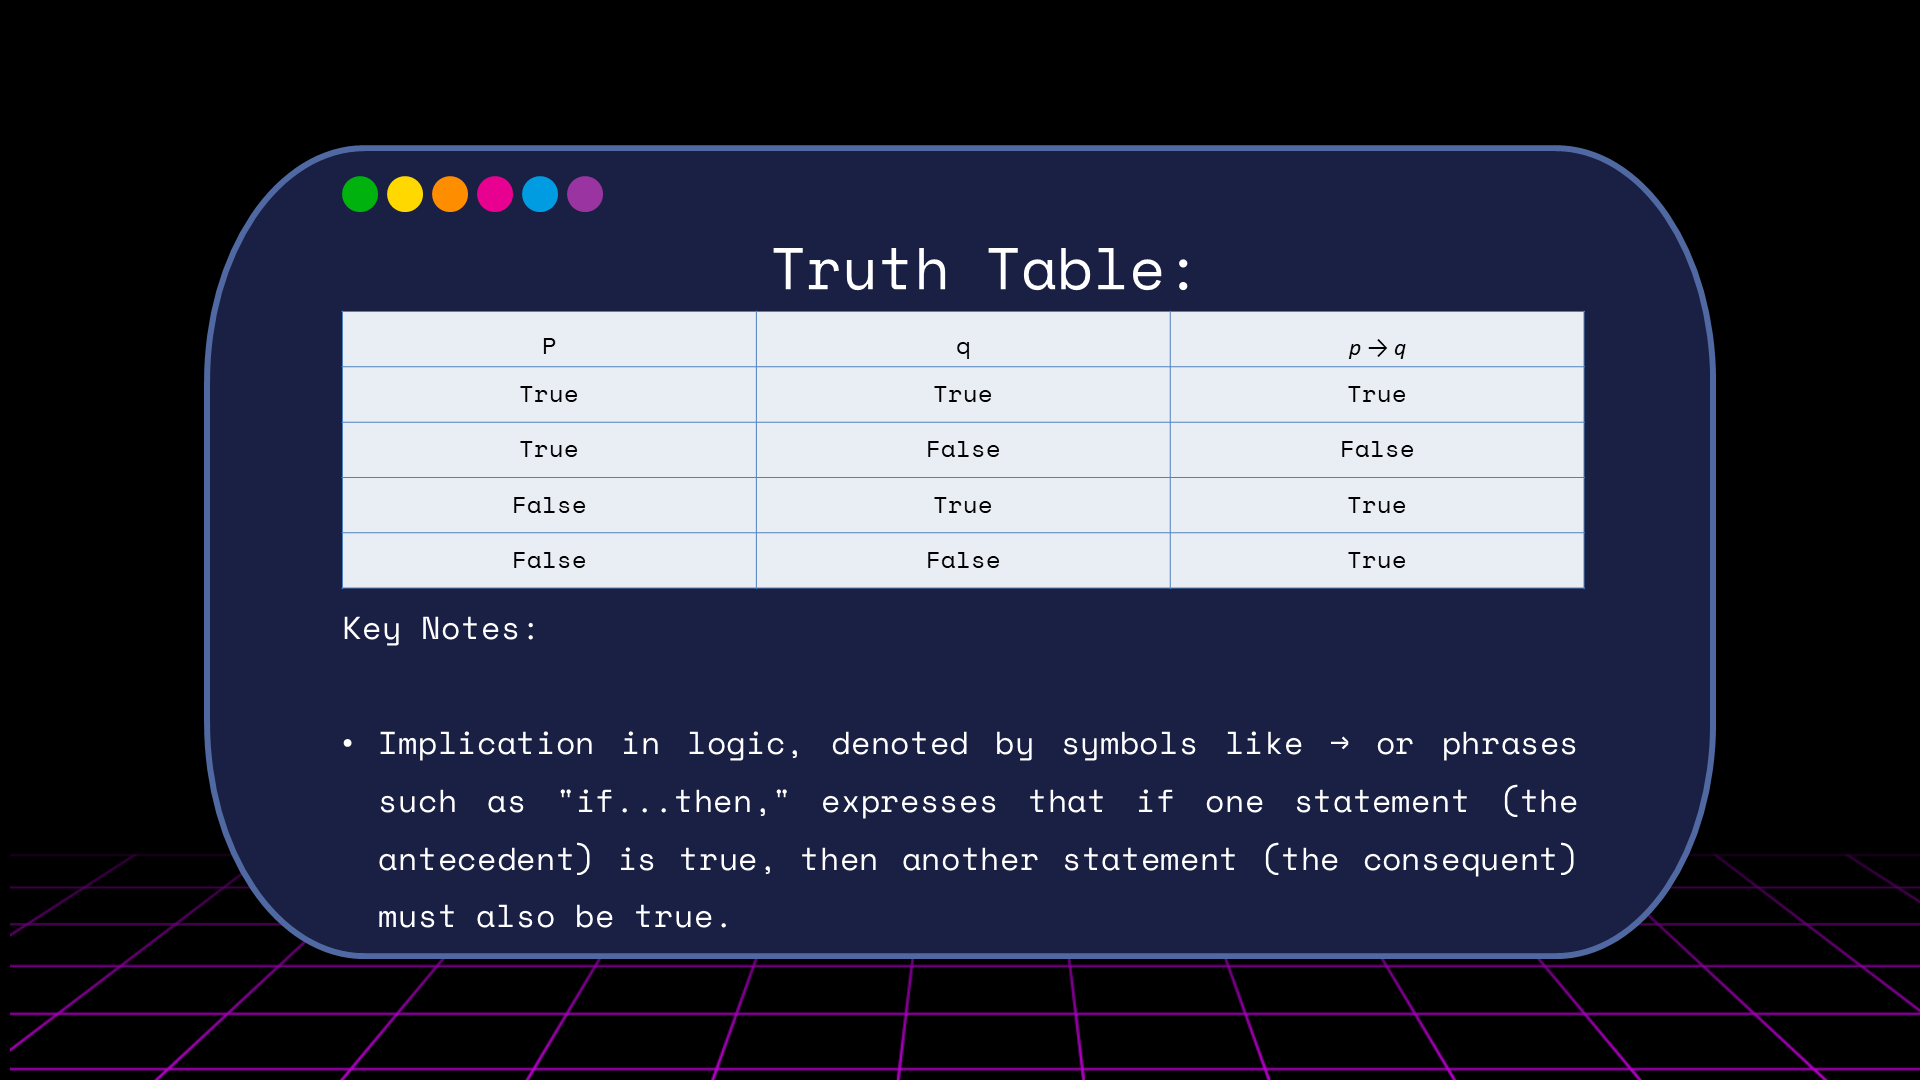 Truth Table:
P q p → q
True True True
True False False
False True True
False False True
Key Notes:
• Implication in logic, denoted by symbols like → or phrases
such as "if...then," expresses that if one statement (the
antecedent) is true, then another statement (the consequent)
must also be true.